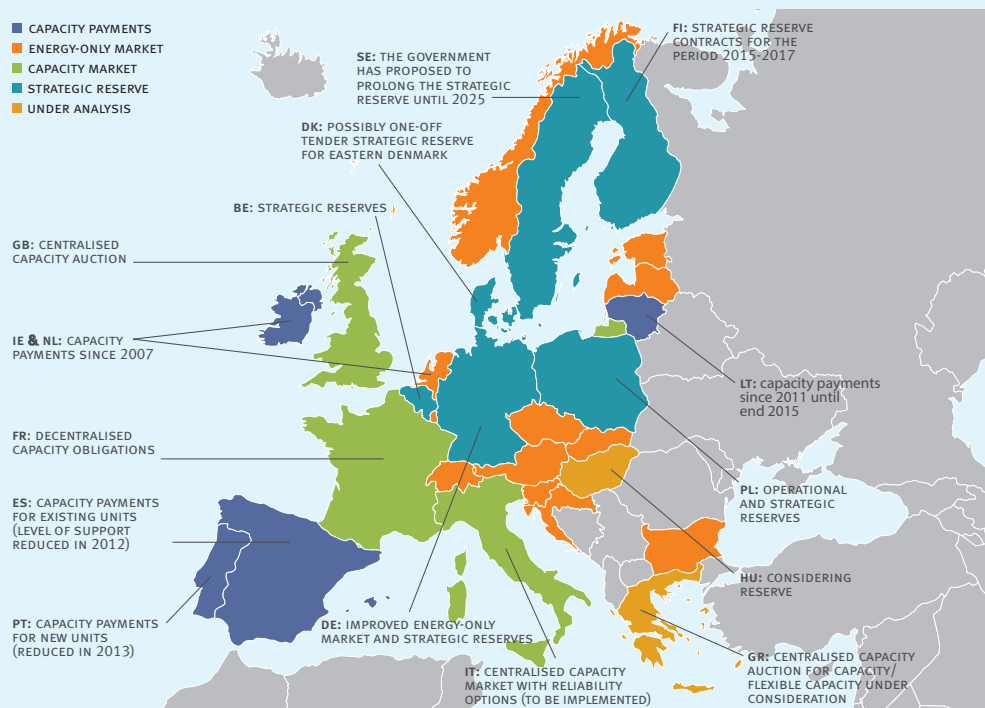 CAPACITY PAYMENTS
ENERGY-ONLY MARKET
CAPACITY MARKET
STRATEGIC RESERVE
UNDER ANALYSIS
FI: STRATEGIC RESERVE
CONTRACTS FOR THE
PERIOD 2015-2017
SE: THE GOVERNMENT
HAS PROPOSED TO
PROLONG THE STRATEGIC
RESERVE UNTIL 2025
DK: POSSIBLY ONE-OFF
TENDER STRATEGIC RESERVE
FOR EASTERN DENMARK
BE: STRATEGIC RESERVES
GB: CENTRALISED
CAPACITY AUCTION
IE & NL: CAPACITY
PAYMENTS SINCE 2007
LT: capacity payments
since 2011 until
end 2015
FR: DECENTRALISED
CAPACITY OBLIGATIONS
PL: OPERATIONAL
AND STRATEGIC
RESERVES
ES: CAPACITY PAYMENTS
FOR EXISTING UNITS
(LEVEL OF SUPPORT
REDUCED IN 2012)
HU: CONSIDERING
RESERVE
PT: CAPACITY PAYMENTS
FOR NEW UNITS
(REDUCED IN 2013)
DE: IMPROVED ENERGY-ONLY
MARKET AND STRATEGIC RESERVES
IT: CENTRALISED CAPACITY
MARKET WITH RELIABILITY
OPTIONS (TO BE IMPLEMENTED)
GR: CENTRALISED CAPACITY
AUCTION FOR CAPACITY/
FLEXIBLE CAPACITY UNDER
CONSIDERATION